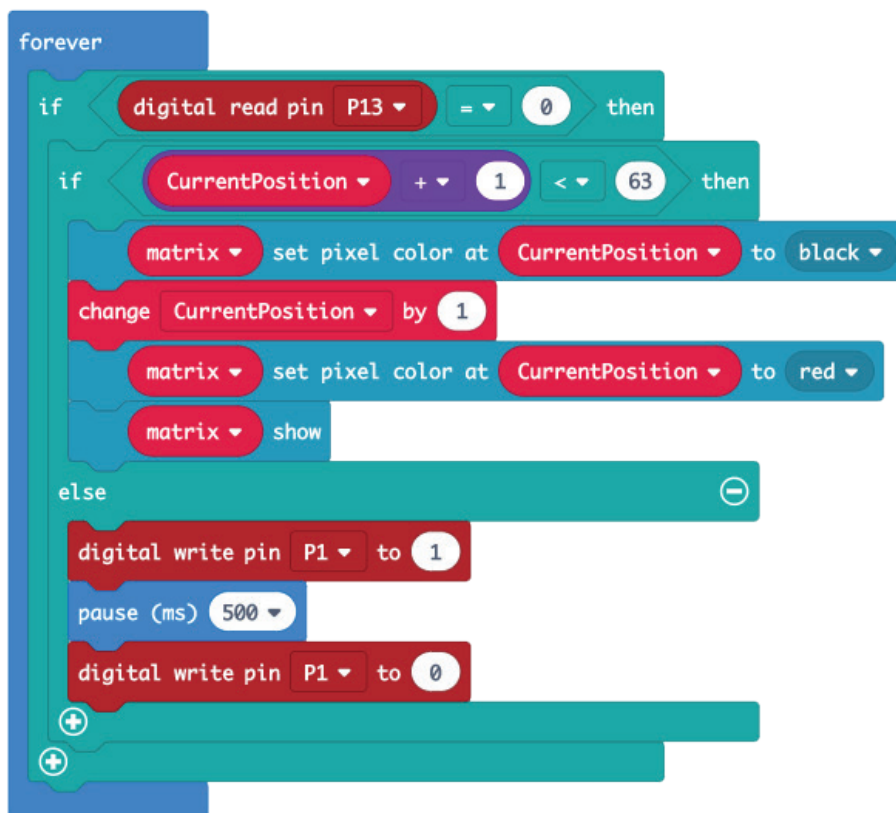 forever
if digital read pin P13 = 0 then
if CurrentPosition + 1 < 63 then
matrix set pixel color at CurrentPosition to black
change CurrentPosition by 1
matrix set pixel color at CurrentPosition to red
matrix show
else
digital write pin P1 to 1
pause (ms) 500
digital write pin P1 to 0